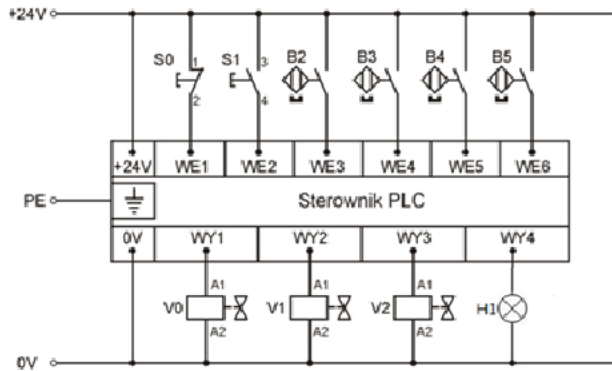 +24V
S0 1 2
S1 3 4
B2
B3
B4
B5
+24V WE1 WE2 WE3 WE4 WE5 WE6
PE
Sterownik PLC
0V WY1 WY2 WY3 WY4
V0 A1 A2
V1 A1 A2
V2 A1 A2
H1
0V